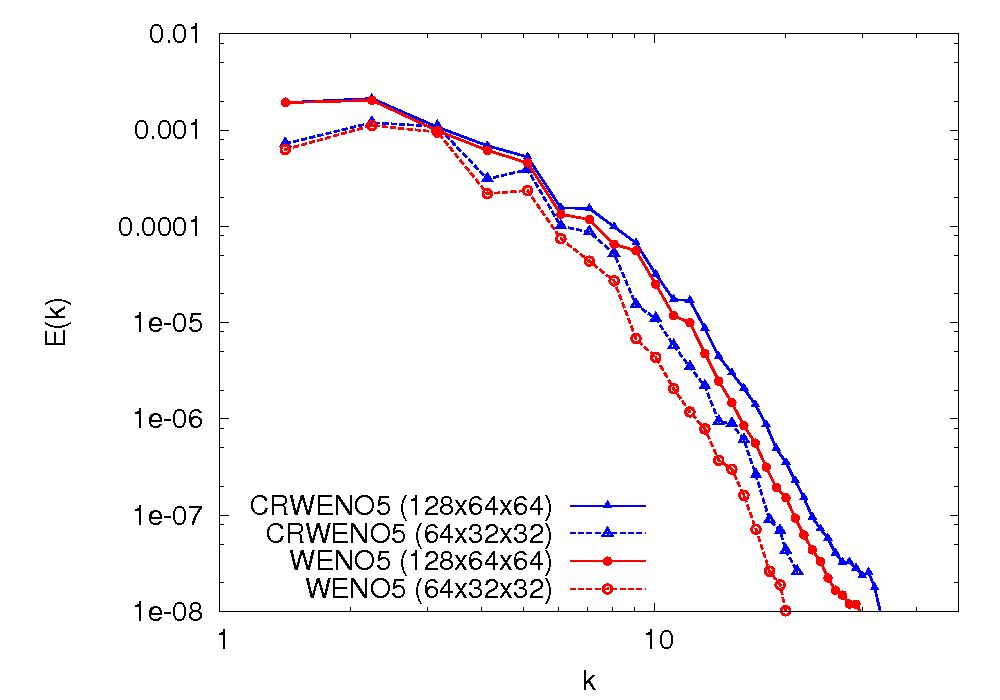 0.01
0.001
0.0001
1e-05
1e-06
1e-07
1e-08
E(k)
CRWENO5 (128x64x64)
CRWENO5 (64x32x32)
WENO5 (128x64x64)
WENO5 (64x32x32)
1
10
k